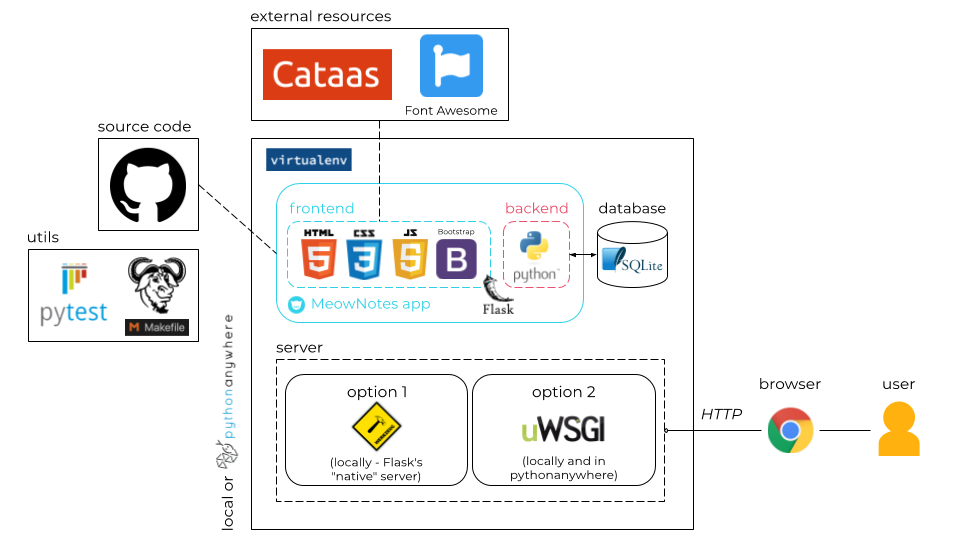 external resources
Cataas
Font Awesome
source code
virtualenv
frontend
backend
database
HTML
CSS
JS
Bootstrap
5
3
5
B
python
SQLite
MeowNotes app
Flask
utils
pytest
M Makefile
local or pythonanywhere
server
option 1
(locally - Flask's
"native" server)
option 2
uWSGI
(locally and in
pythonanywhere)
HTTP
browser
user